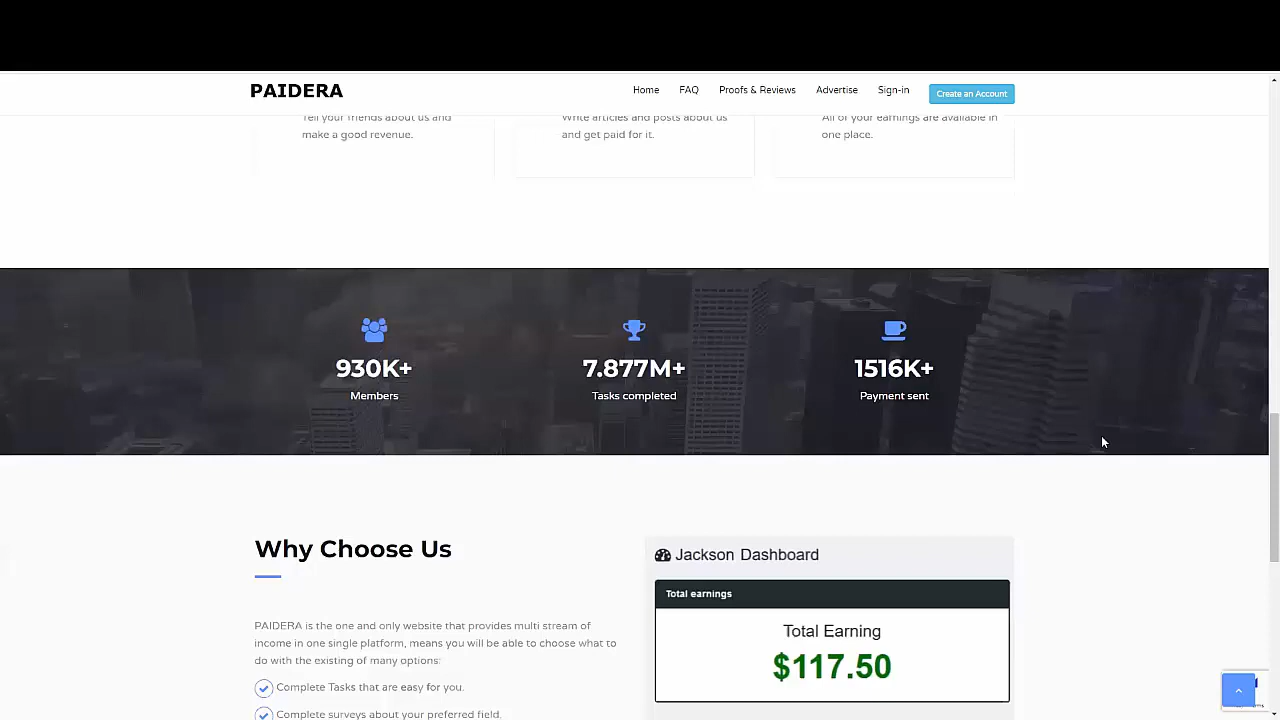 PAIDERA
Home FAQ Proofs & Reviews Advertise Sign-in Create an Account
Tell your friends about us and
make a good revenue.
Write articles and posts about us
and get paid for it.
All of your earnings are available in
one place.
930K+
Members
7.877M+
Tasks completed
1516K+
Payment sent
Why Choose Us
PAIDERA is the one and only website that provides multi stream of
income in one single platform, means you will be able to choose what to
do with the existing of many options:
Complete Tasks that are easy for you.
Complete surveys about your preferred field.
Jackson Dashboard
Total earnings
Total Earning
$117.50